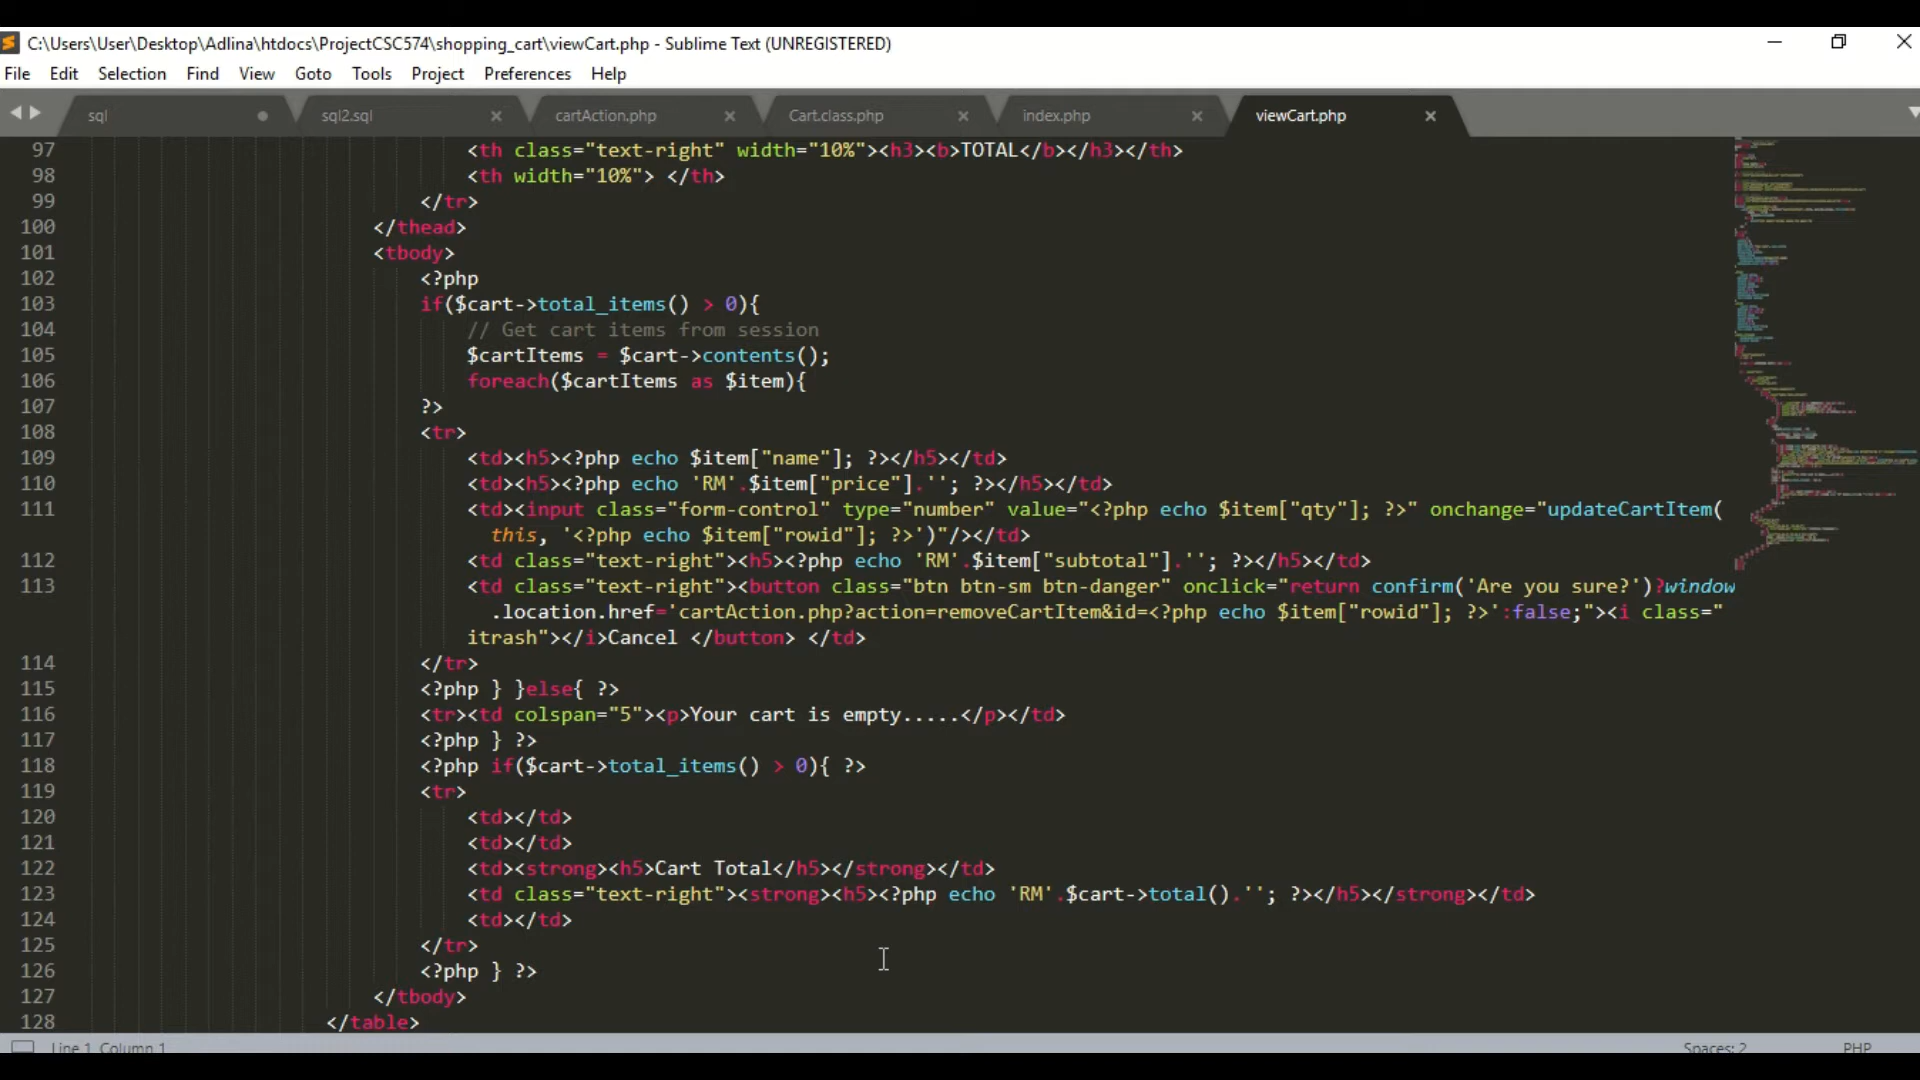 C:\Users\User\Desktop\Adlina\htdocs\ProjectCSC574\shopping_cart\viewCart.php - Sublime Text (UNREGISTERED)
File Edit Selection Find View Goto Tools Project Preferences Help
sql sql2.sql cartAction.php Cart.class.php index.php viewCart.php
97 <th class="text-right" width="10%"><h3><b>TOTAL</b></h3></th>
98 <th width="10%"> </th>
99 </tr>
100 </thead>
101 <tbody>
102 <?php
103 if($cart->total_items() > 0){
104 // Get cart items from session
105 $cartItems = $cart->contents();
106 foreach($cartItems as $item){
107 ?>
108 <tr>
109 <td><h5><?php echo $item["name"]; ?></h5></td>
110 <td><h5><?php echo 'RM'.$item["price"].''; ?></h5></td>
111 <td><input class="form-control" type="number" value="<?php echo $item["qty"]; ?>" onchange="updateCartItem(
this, '<?php echo $item["rowid"]; ?>')"/></td>
112 <td class="text-right"><h5><?php echo 'RM'.$item["subtotal"].''; ?></h5></td>
113 <td class="text-right"><button class="btn btn-sm btn-danger" onclick="return confirm('Are you sure?')?window
.location.href='cartAction.php?action=removeCartItem&id=<?php echo $item["rowid"]; ?>':false;"><i class="
itrash"></i>Cancel </button> </td>
114 </tr>
115 <?php } }else{ ?>
116 <tr><td colspan="5"><p>Your cart is empty.....</p></td>
117 <?php } ?>
118 <?php if($cart->total_items() > 0){ ?>
119 <tr>
120 <td></td>
121 <td></td>
122 <td><strong><h5>Cart Total</h5></strong></td>
123 <td class="text-right"><strong><h5><?php echo 'RM'.$cart->total().''; ?></h5></strong></td>
124 <td></td>
125 </tr>
126 <?php } ?>
127 </tbody>
128 </table>
Line 1, Column 1 Spaces: 2 PHP